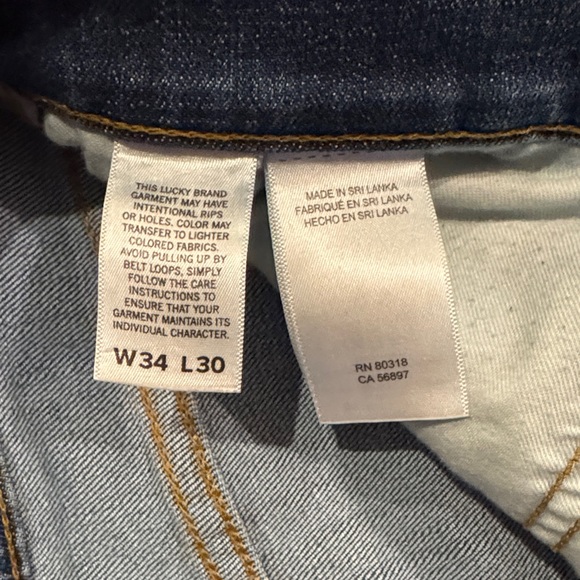 THIS LUCKY BRAND
GARMENT MAY HAVE
INTENTIONAL RIPS
OR HOLES. COLOR MAY
TRANSFER TO LIGHTER
COLORED FABRICS.
AVOID PULLING UP BY
BELT LOOPS, SIMPLY
FOLLOW THE CARE
INSTRUCTIONS TO
ENSURE THAT YOUR
GARMENT MAINTAINS ITS
INDIVIDUAL CHARACTER.
W34 L30
MADE IN SRI LANKA
FABRIQUÉ EN SRI LANKA
HECHO EN SRI LANKA
RN 80318
CA 56897